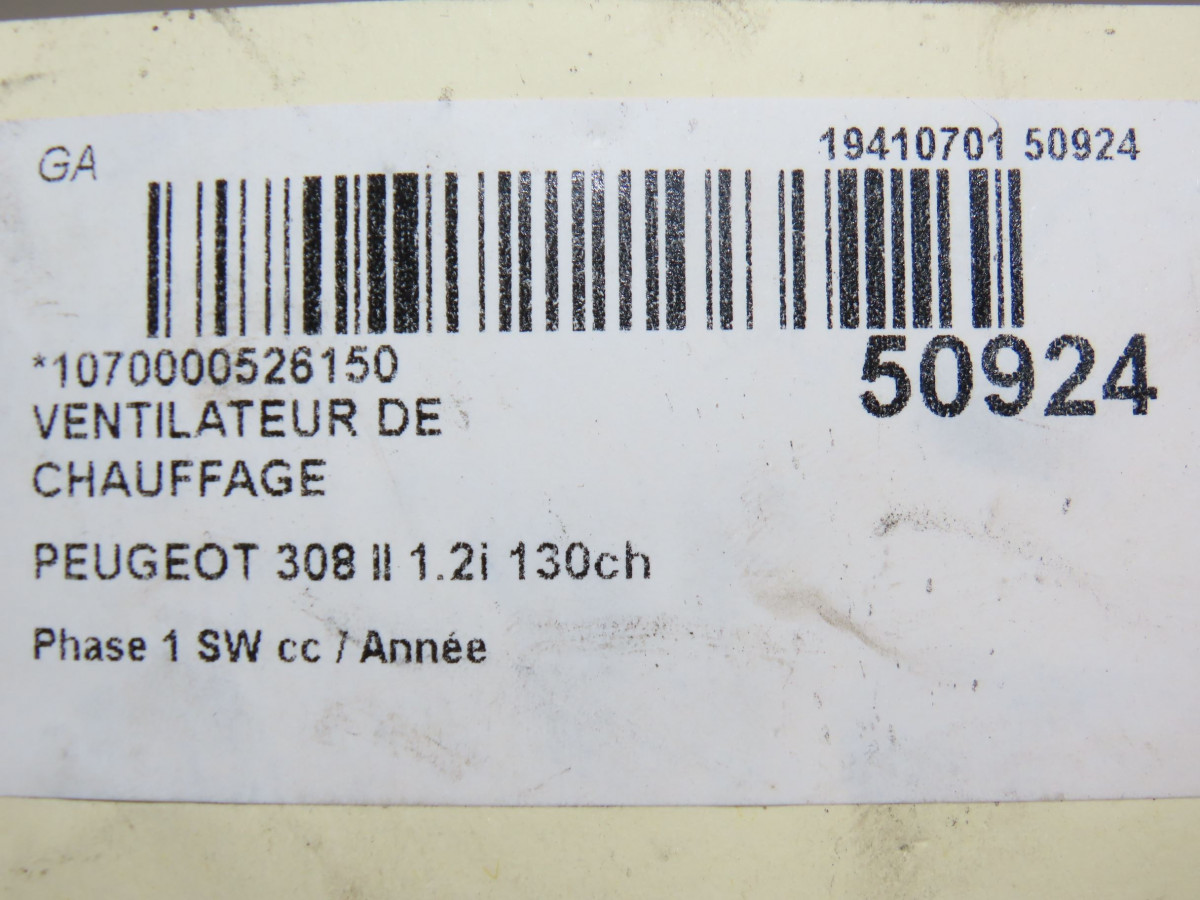 GA
19410701 50924
*1070000526150
50924
VENTILATEUR DE
CHAUFFAGE
PEUGEOT 308 II 1.2i 130ch
Phase 1 SW cc / Année